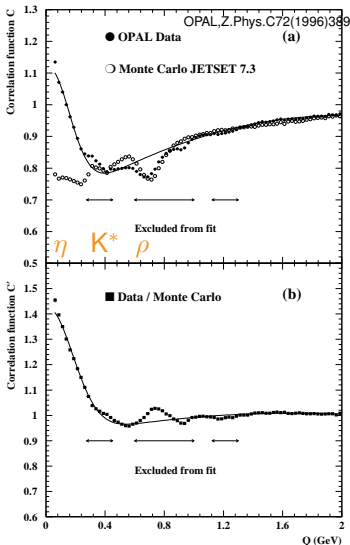 OPAL,Z.Phys.C72(1996)389
Correlation function C
1.3
1.2
1.1
1
0.9
0.8
0.7
0.6
0.5
(a)
● OPAL Data
○ Monte Carlo JETSET 7.3
Excluded from fit
η K* ρ
Correlation function C'
1.5
1.4
1.3
1.2
1.1
1
0.9
0.8
0.7
0.6
(b)
■ Data / Monte Carlo
Excluded from fit
0 0.4 0.8 1.2 1.6 2
Q (GeV)